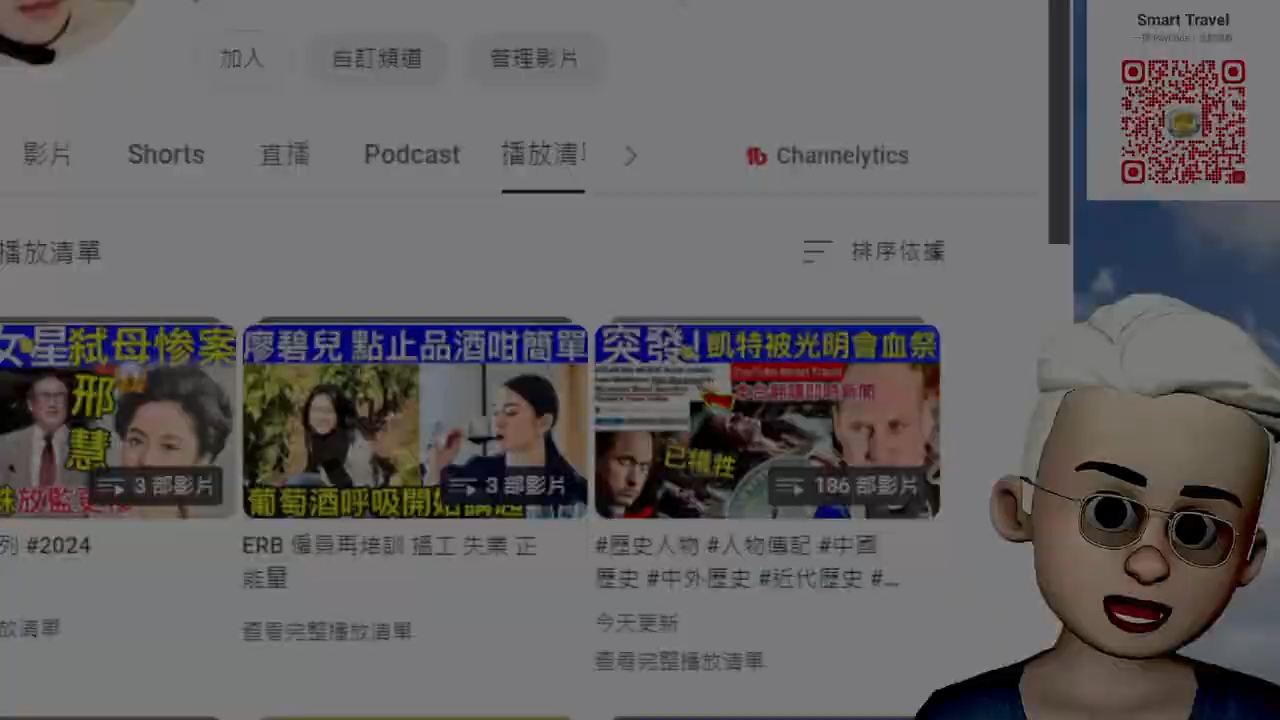 Smart Travel
加入
自訂頻道
管理影片
影片
Shorts
直播
Podcast
播放清
Channelytics
播放清單
排序依據
女星弒母慘案
邪
慧
3 部影片
廖碧兒 點止品酒咁簡單
葡萄酒呼吸開始
3 部影片
突發! 凱特被光明會血祭
YouTube Smart Travel
已犧牲
186 部影片
列 #2024
ERB 僱員再培訓 搵工 失業 正
能量
#歷史人物 #人物傳記 #中國
歷史 #中外歷史 #近代歷史 #...
今天更新
放清單
查看完整播放清單
查看完整播放清單